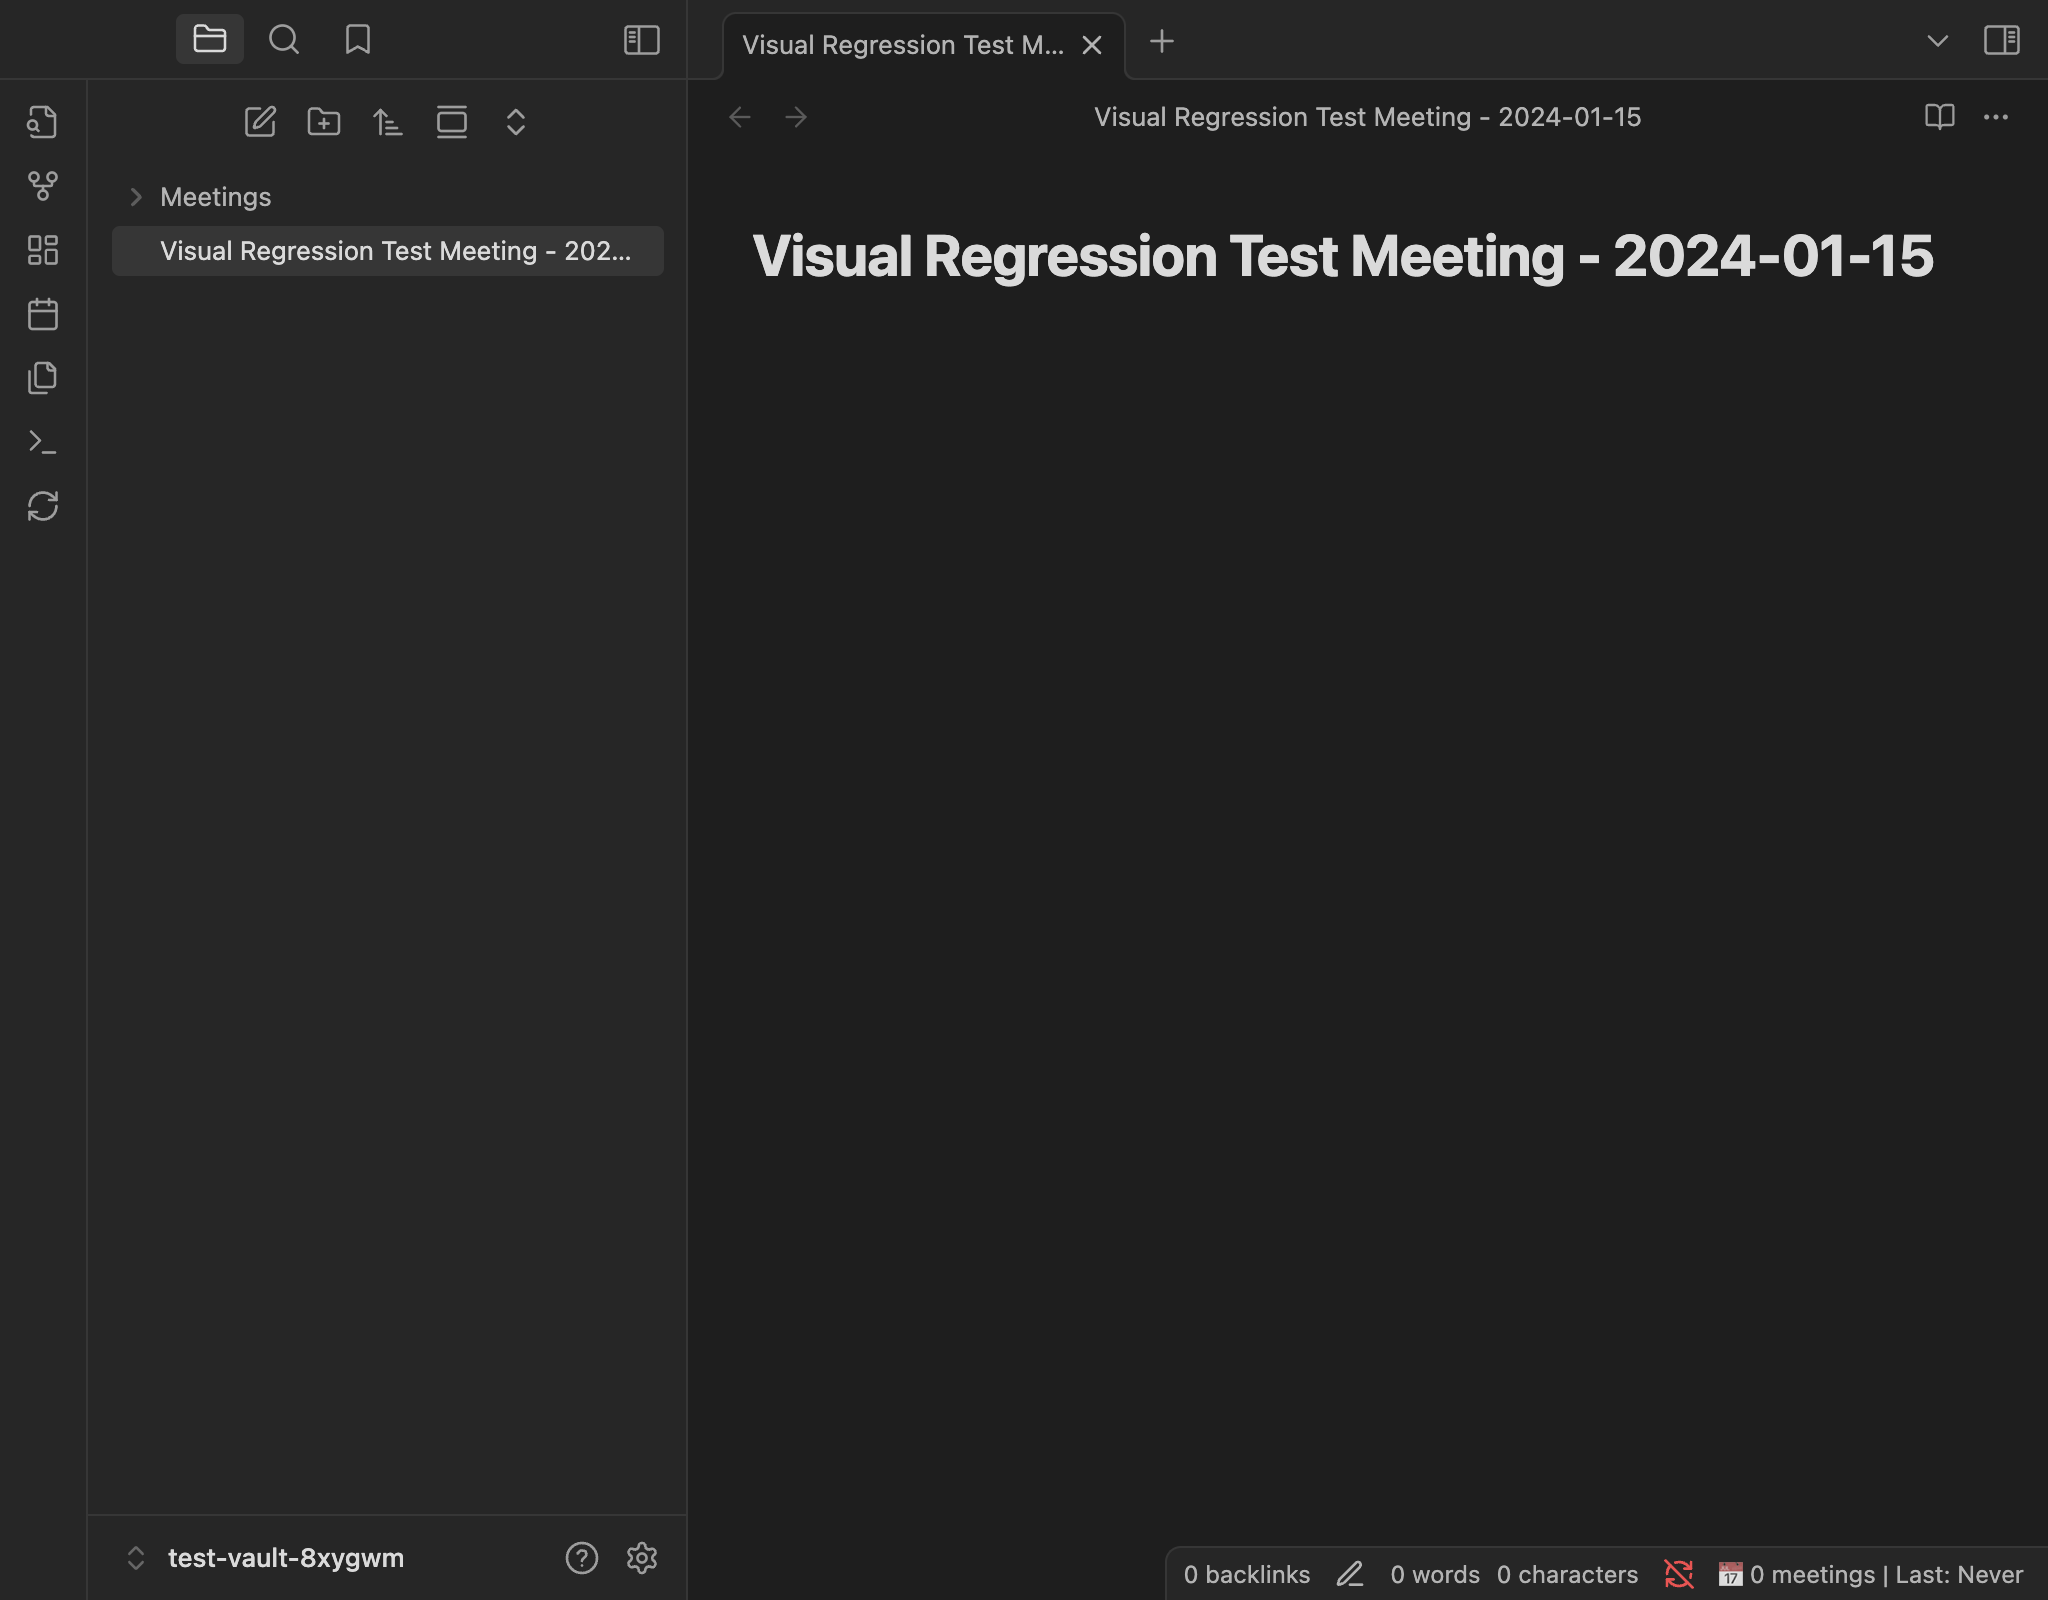 Visual Regression Test M...
Visual Regression Test Meeting - 2024-01-15
Meetings
Visual Regression Test Meeting - 202...
Visual Regression Test Meeting - 2024-01-15
test-vault-8xygwm
0 backlinks 0 words 0 characters 17 0 meetings | Last: Never